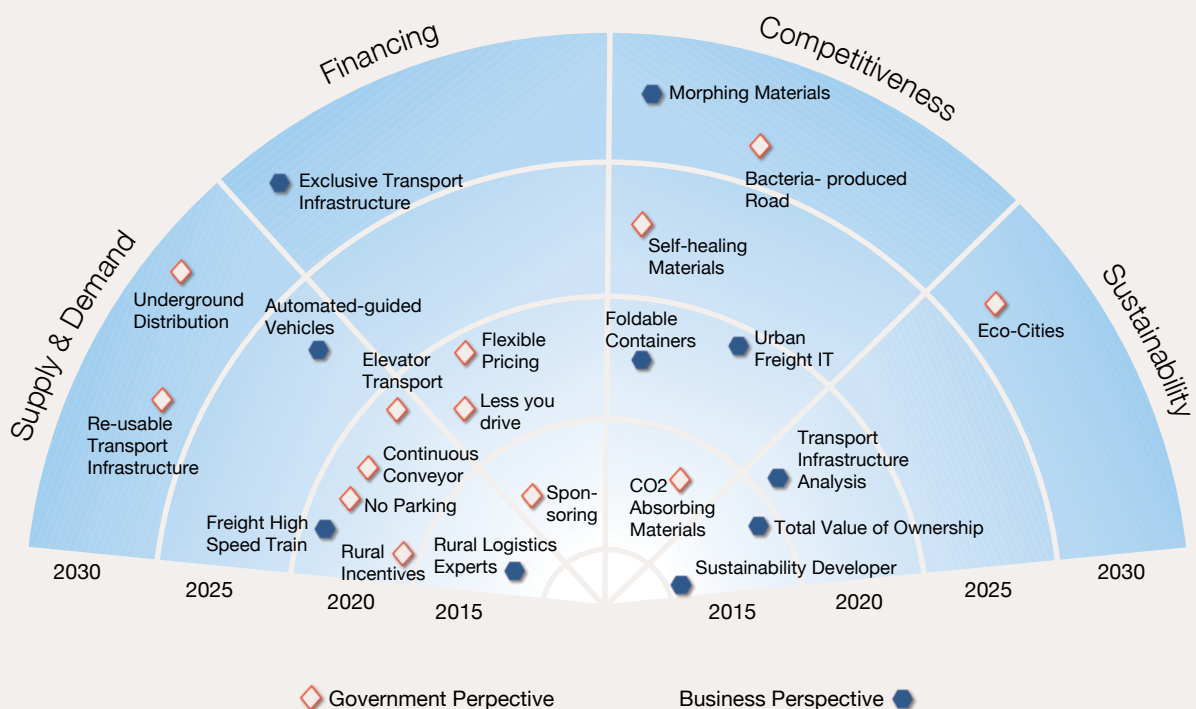 Financing
Competitiveness
Supply & Demand
Sustainability
Morphing Materials
Bacteria- produced
Road
Exclusive Transport
Infrastructure
Self-healing
Materials
Underground
Distribution
Automated-guided
Vehicles
Eco-Cities
Foldable
Containers
Urban
Freight IT
Flexible
Pricing
Elevator
Transport
Less you
drive
Re-usable
Transport
Infrastructure
Continuous
Conveyor
Transport
Infrastructure
Analysis
No Parking
Spon-
soring
CO2
Absorbing
Materials
Freight High
Speed Train
Total Value of Ownership
Rural
Incentives
Rural Logistics
Experts
Sustainability Developer
2030
2025
2020
2015
2015
2020
2025
2030
Government Perpective
Business Perspective